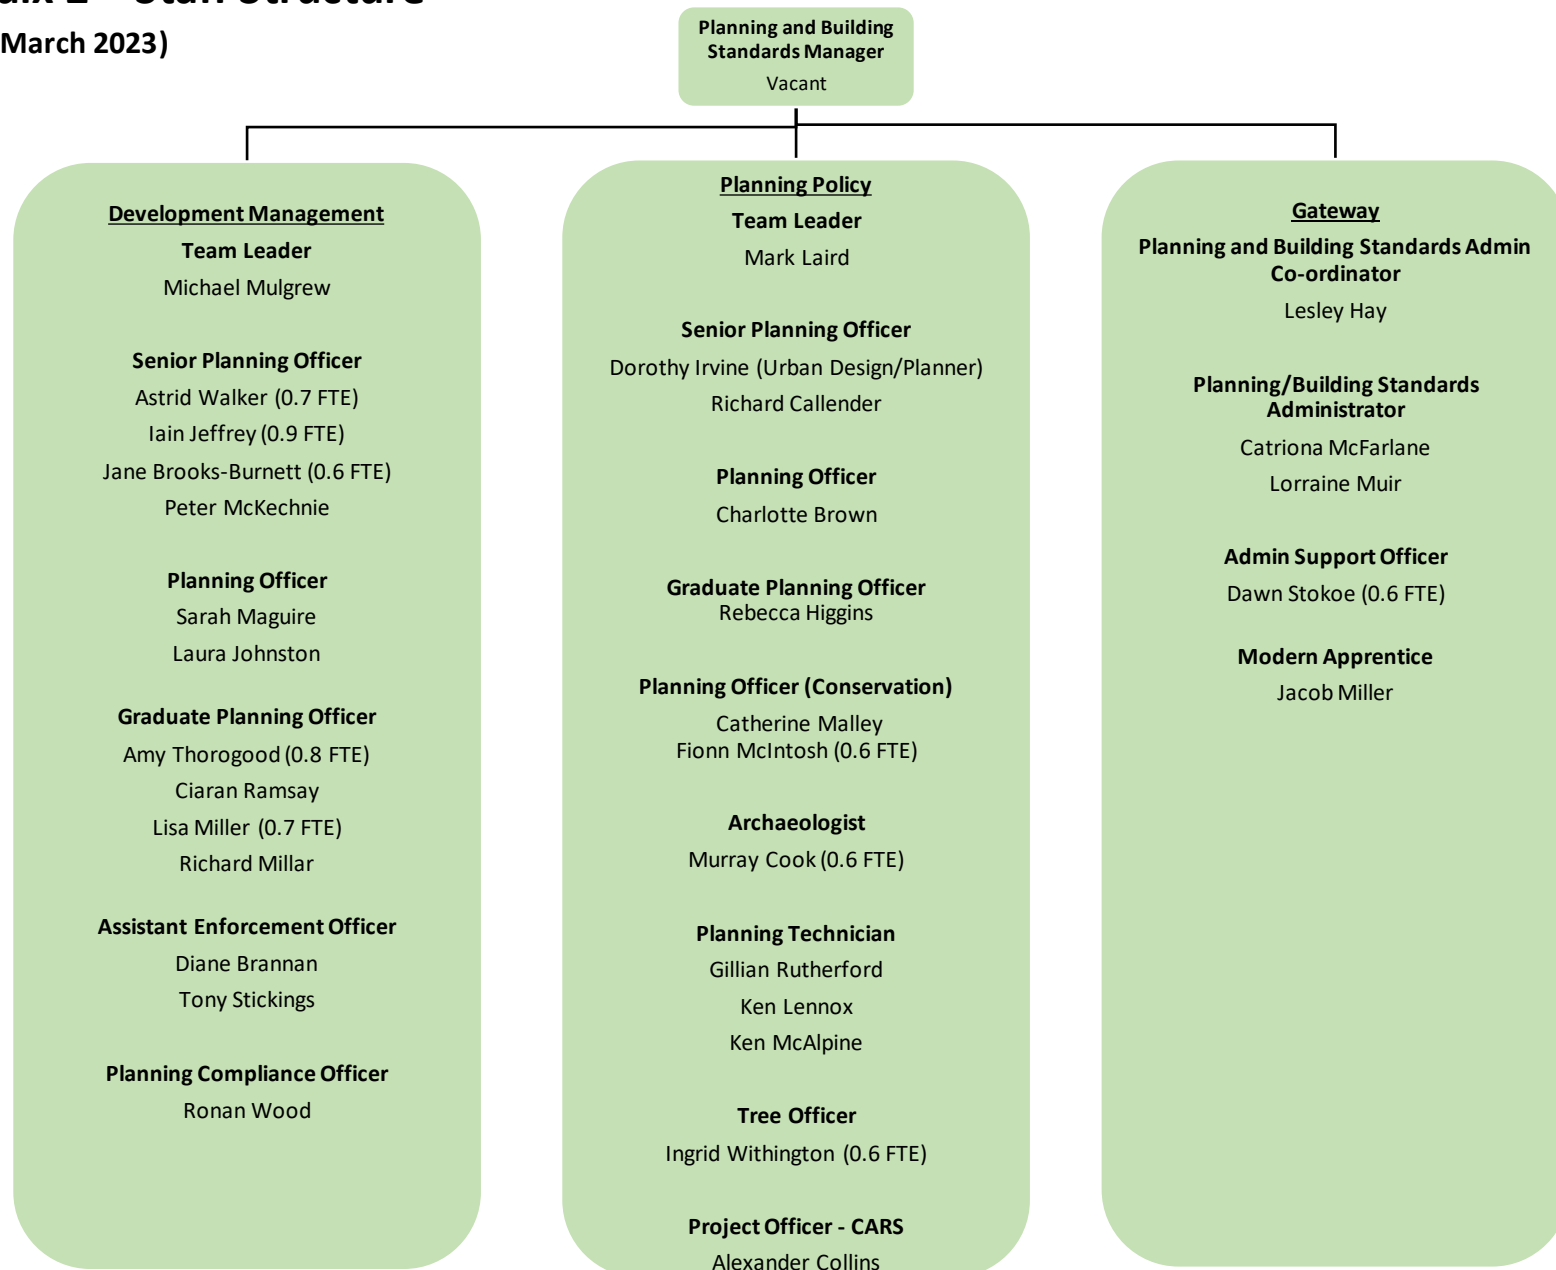 March 2023)
Planning and Building
Standards Manager
Vacant
Development Management
Team Leader
Michael Mulgrew
Senior Planning Officer
Astrid Walker (0.7 FTE)
Iain Jeffrey (0.9 FTE)
Jane Brooks-Burnett (0.6 FTE)
Peter McKechnie
Planning Officer
Sarah Maguire
Laura Johnston
Graduate Planning Officer
Amy Thorogood (0.8 FTE)
Ciaran Ramsay
Lisa Miller (0.7 FTE)
Richard Millar
Assistant Enforcement Officer
Diane Brannan
Tony Stickings
Planning Compliance Officer
Ronan Wood
Planning Policy
Team Leader
Mark Laird
Senior Planning Officer
Dorothy Irvine (Urban Design/Planner)
Richard Callender
Planning Officer
Charlotte Brown
Graduate Planning Officer
Rebecca Higgins
Planning Officer (Conservation)
Catherine Malley
Fionn McIntosh (0.6 FTE)
Archaeologist
Murray Cook (0.6 FTE)
Planning Technician
Gillian Rutherford
Ken Lennox
Ken McAlpine
Tree Officer
Ingrid Withington (0.6 FTE)
Project Officer - CARS
Alexander Collins
Gateway
Planning and Building Standards Admin
Co-ordinator
Lesley Hay
Planning/Building Standards
Administrator
Catriona McFarlane
Lorraine Muir
Admin Support Officer
Dawn Stokoe (0.6 FTE)
Modern Apprentice
Jacob Miller